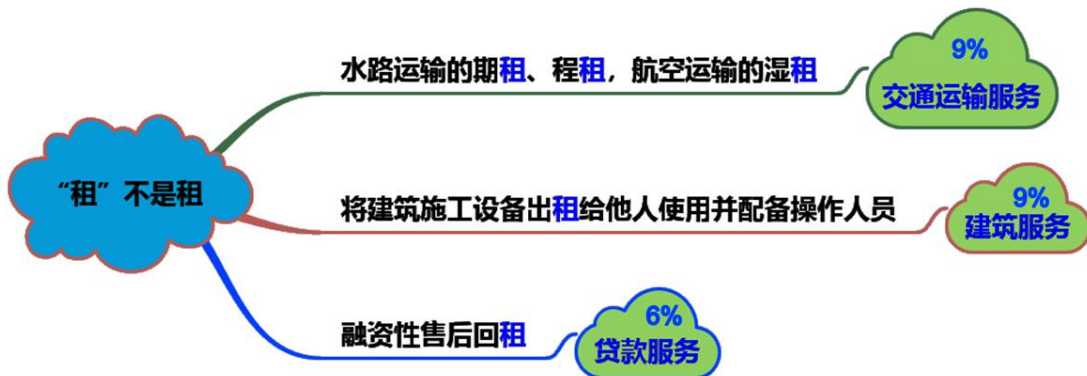 水路运输的期租、程租，航空运输的湿租
9%
交通运输服务
“租”不是租
将建筑施工设备出租给他人使用并配备操作人员
9%
建筑服务
融资性售后回租
6%
贷款服务